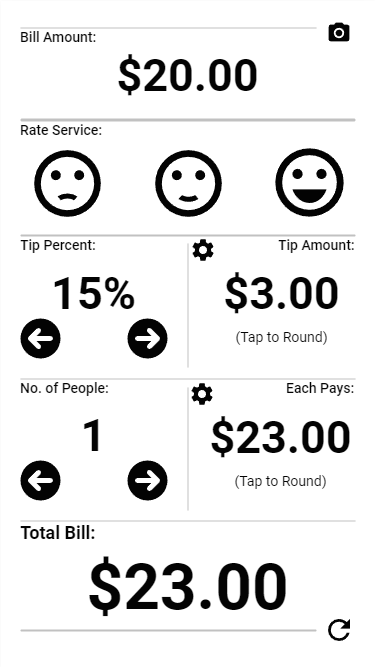 Bill Amount:
$20.00
Rate Service:
Tip Percent:
Tip Amount:
15%
$3.00
(Tap to Round)
No. of People:
Each Pays:
1
$23.00
(Tap to Round)
Total Bill:
$23.00